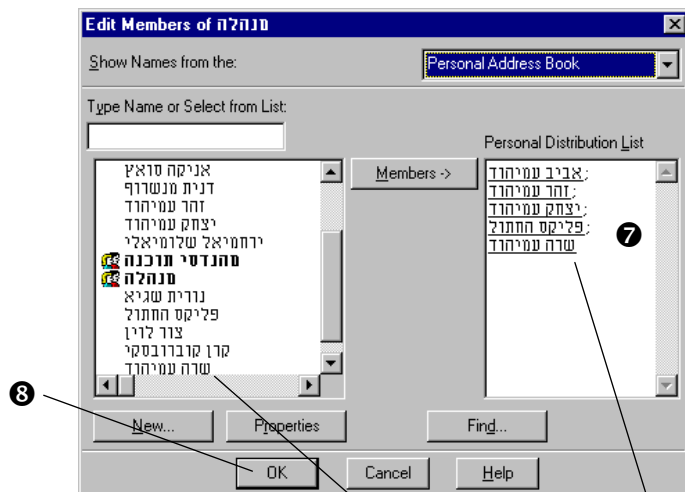 Edit Members of מנהלה
Show Names from the:
Personal Address Book
Type Name or Select from List:
Personal Distribution List
אניקה סואץ
דנית מנשרוף
זהר עמיהוד
יצחק עמיהוד
ירחמיאל שלומיאלי
מהנדסי תוכנה
מנהלה
נורית שגיא
פליקס החתול
צור לוין
קרן קוברובסקי
שרה עמיהוד
Members ->
אביב עמיהוד;
זהר עמיהוד;
יצחק עמיהוד;
פליקס החתול;
שרה עמיהוד
7
8
New...
Properties
Find...
OK
Cancel
Help